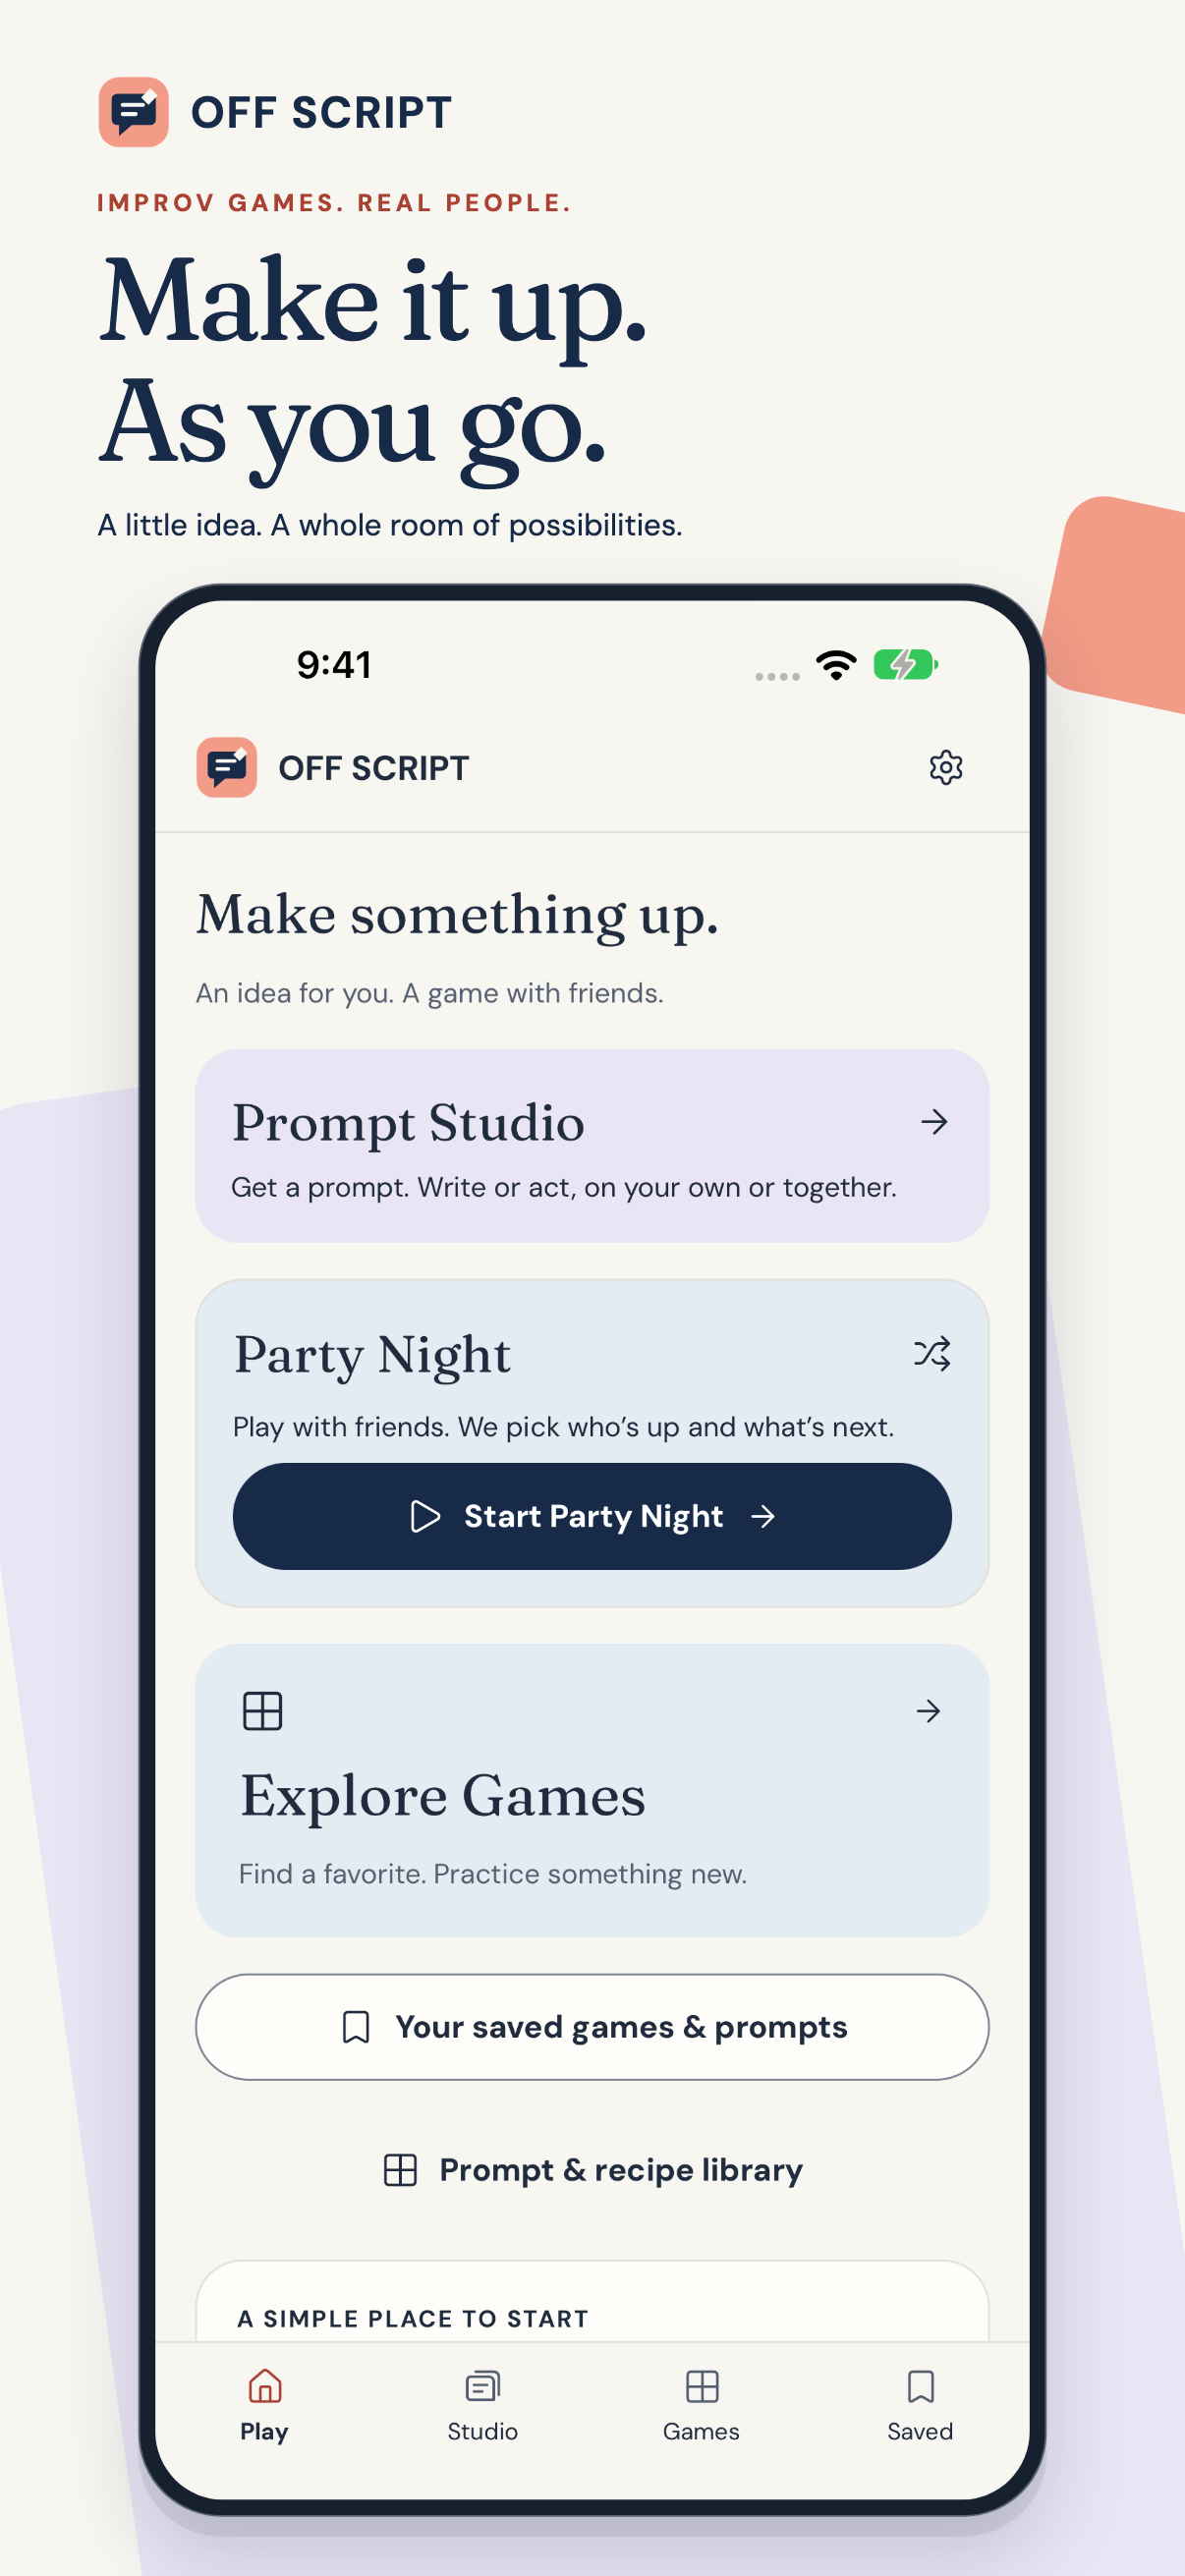 OFF SCRIPT
IMPROV GAMES. REAL PEOPLE.
Make it up.
As you go.
A little idea. A whole room of possibilities.
9:41
OFF SCRIPT
Make something up.
An idea for you. A game with friends.
Prompt Studio
Get a prompt. Write or act, on your own or together.
Party Night
Play with friends. We pick who’s up and what’s next.
Start Party Night
Explore Games
Find a favorite. Practice something new.
Your saved games & prompts
Prompt & recipe library
A SIMPLE PLACE TO START
Play
Studio
Games
Saved